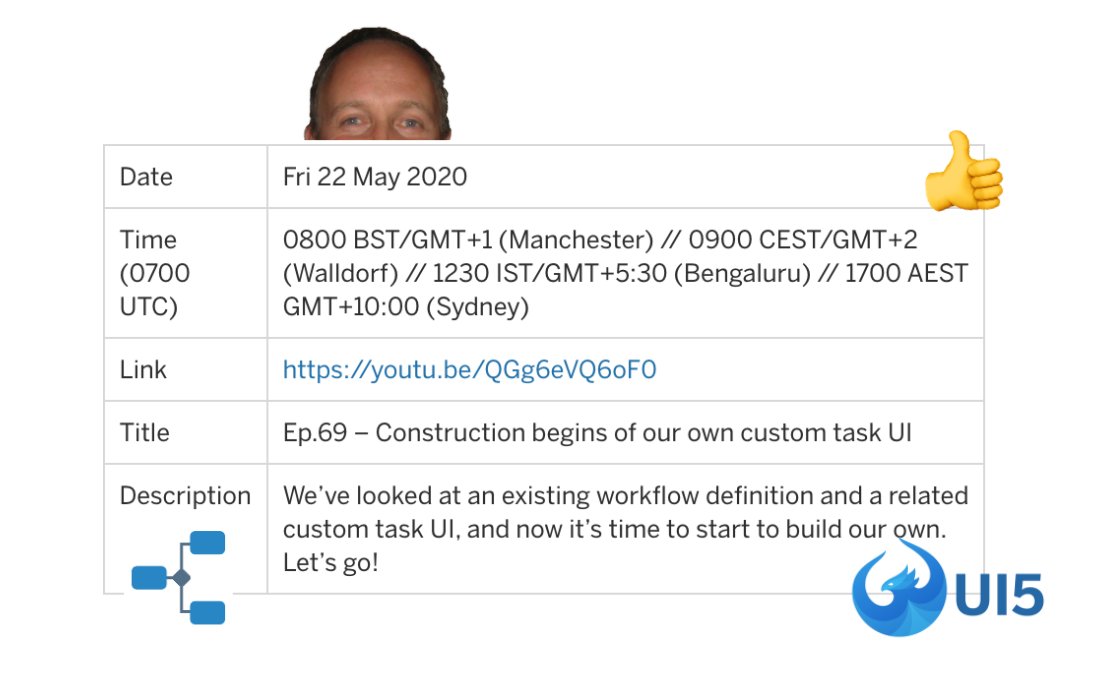 Date
Fri 22 May 2020
Time
(0700
UTC)
0800 BST/GMT+1 (Manchester) // 0900 CEST/GMT+2
(Walldorf) // 1230 IST/GMT+5:30 (Bengaluru) // 1700 AEST
GMT+10:00 (Sydney)
Link
https://youtu.be/QGg6eVQ6oF0
Title
Ep.69 – Construction begins of our own custom task UI
Description
We’ve looked at an existing workflow definition and a related
custom task UI, and now it’s time to start to build our own.
Let’s go!
UI5